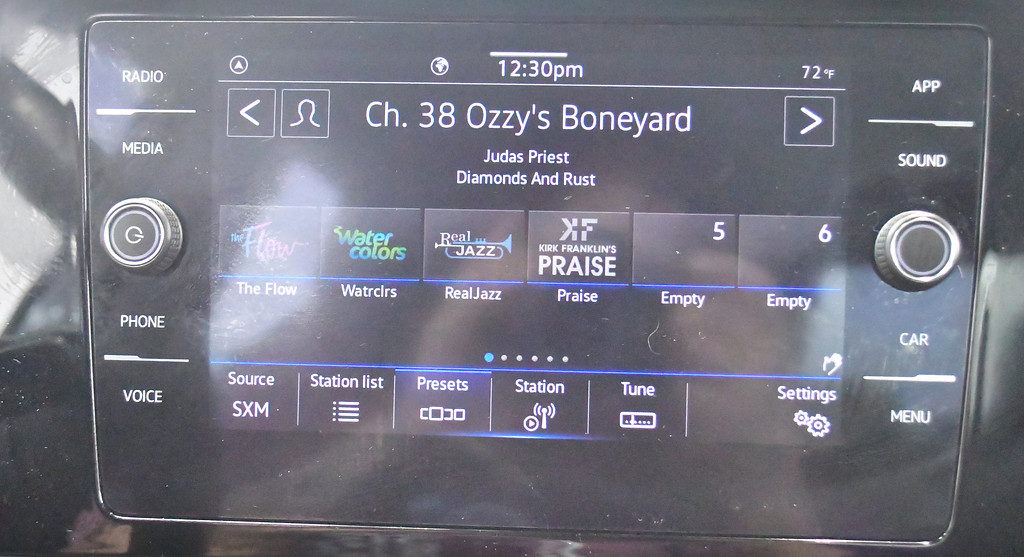 RADIO
MEDIA
PHONE
VOICE
12:30pm
72°F
Ch. 38 Ozzy's Boneyard
Judas Priest
Diamonds And Rust
the Flow
Water colors
Real JAZZ
KF KIRK FRANKLIN'S PRAISE
5
6
The Flow
Watrclrs
RealJazz
Praise
Empty
Empty
Source
SXM
Station list
Presets
Station
Tune
Settings
APP
SOUND
CAR
MENU